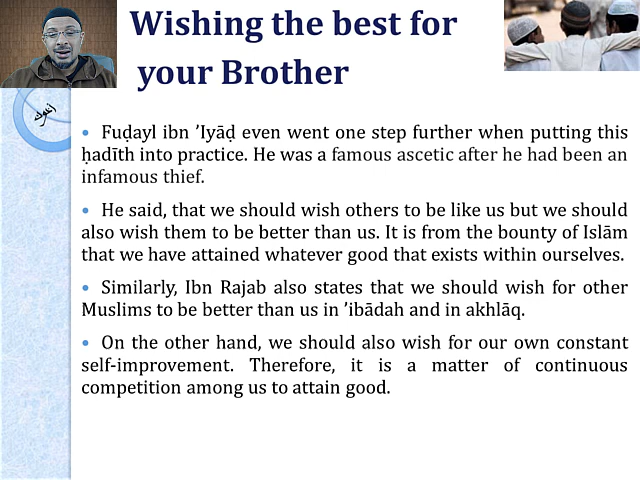 Wishing the best for
your Brother
• Fuḍayl ibn ’Iyāḍ even went one step further when putting this
ḥadīth into practice. He was a famous ascetic after he had been an
infamous thief.
• He said, that we should wish others to be like us but we should
also wish them to be better than us. It is from the bounty of Islām
that we have attained whatever good that exists within ourselves.
• Similarly, Ibn Rajab also states that we should wish for other
Muslims to be better than us in ’ibādah and in akhlāq.
• On the other hand, we should also wish for our own constant
self-improvement. Therefore, it is a matter of continuous
competition among us to attain good.